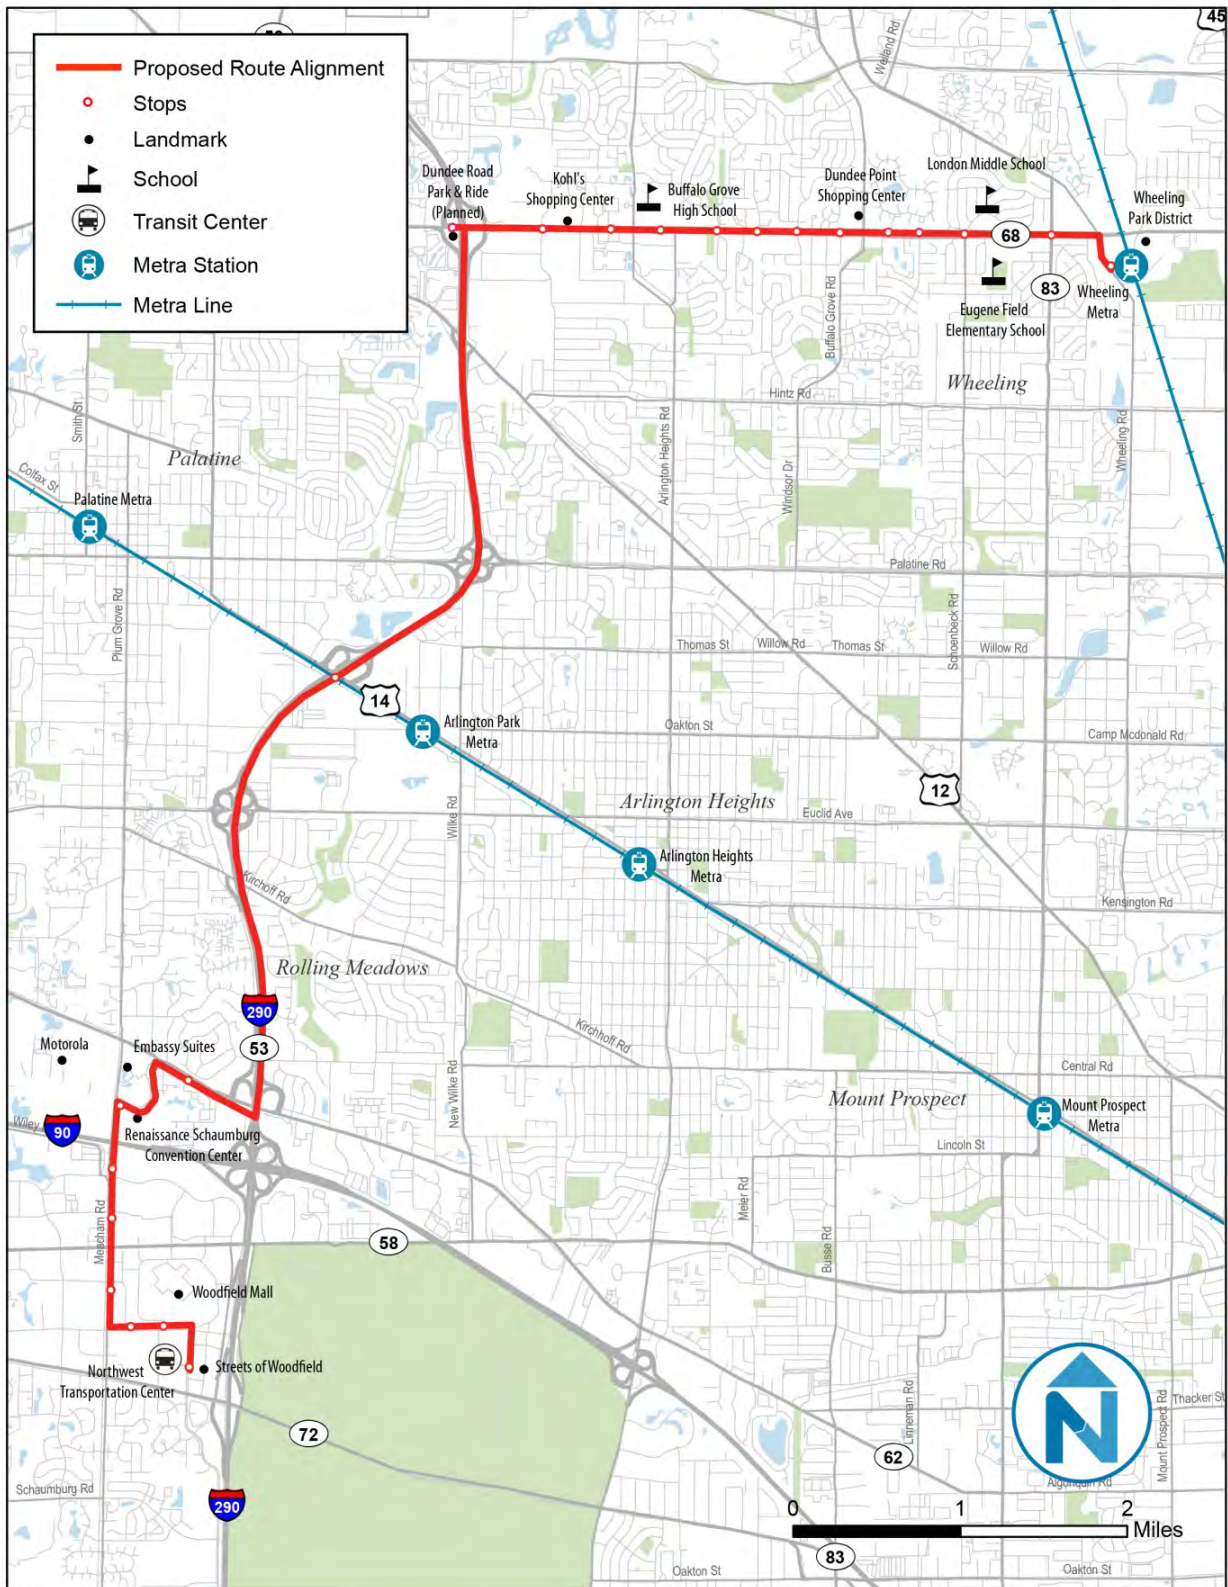 45
Proposed Route Alignment
Stops
Landmark
School
Transit Center
Metra Station
Metra Line
Weiland Rd
Dundee Road
Park & Ride
(Planned)
Kohl's
Shopping Center
Buffalo Grove
High School
Dundee Point
Shopping Center
London Middle School
Wheeling
Park District
68
83
Wheeling
Metra
Eugene Field
Elementary School
Buffalo Grove Rd
Wheeling
Hintz Rd
Smith St
Palatine
Arlington Heights Rd
Windsor Dr
Wheeling Rd
Colfax St
Palatine Metra
Palatine Rd
Plum Grove Rd
Schoenbeck Rd
Thomas St
Willow Rd
Thomas St
Willow Rd
14
Arlington Park
Metra
Oakton St
Camp Mcdonald Rd
12
Arlington Heights
Euclid Ave
Wilke Rd
Arlington Heights
Metra
Kirchoff Rd
Kensington Rd
Rolling Meadows
290
53
Kirchhoff Rd
Motorola
Embassy Suites
Central Rd
New Wilke Rd
Mount Prospect
Mount Prospect
Metra
Wiley
90
Renaissance Schaumburg
Convention Center
Lincoln St
Meacham Rd
Meier Rd
Busse Rd
58
Woodfield Mall
Northwest
Transportation Center
Streets of Woodfield
72
N
Linneman Rd
Mount Prospect Rd
Thacker St
62
Algonquin Rd
Schaumburg Rd
290
0 1 2
Miles
83
Oakton St
Oakton St